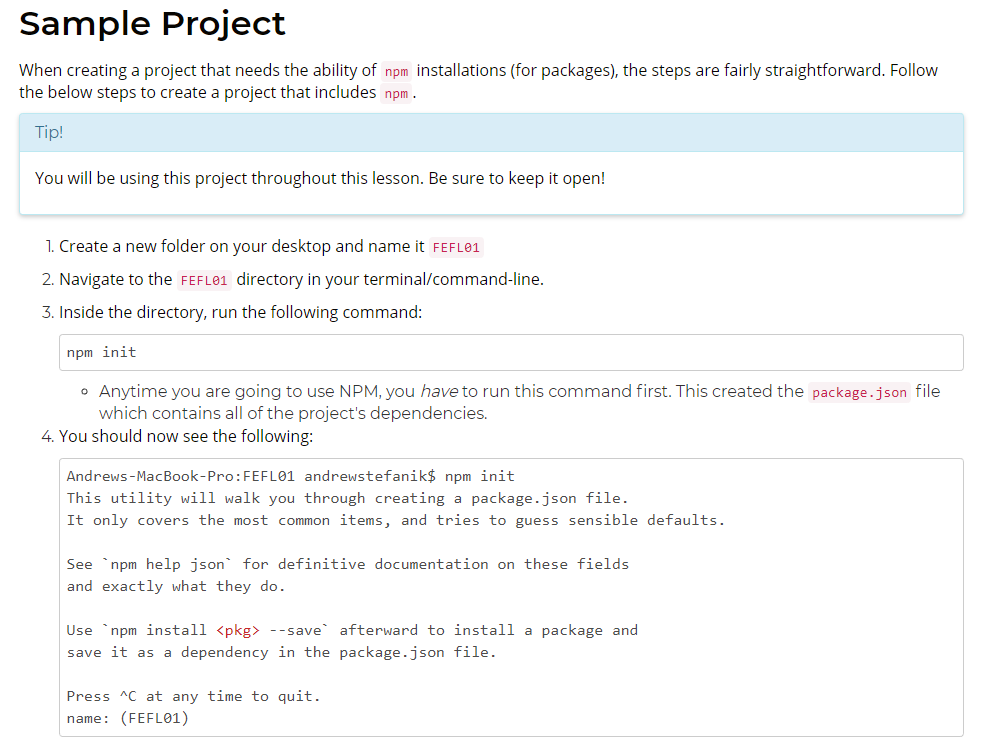 Sample Project
When creating a project that needs the ability of npm installations (for packages), the steps are fairly straightforward. Follow
the below steps to create a project that includes npm.
Tip!
You will be using this project throughout this lesson. Be sure to keep it open!
1. Create a new folder on your desktop and name it FEFL01
2. Navigate to the FEFL01 directory in your terminal/command-line.
3. Inside the directory, run the following command:
npm init
Anytime you are going to use NPM, you have to run this command first. This created the package.json file
which contains all of the project's dependencies.
4. You should now see the following:
Andrews-MacBook-Pro:FEFL01 andrewstefanik$ npm init
This utility will walk you through creating a package.json file.
It only covers the most common items, and tries to guess sensible defaults.
See `npm help json` for definitive documentation on these fields
and exactly what they do.
Use `npm install <pkg> --save` afterward to install a package and
save it as a dependency in the package.json file.
Press ^C at any time to quit.
name: (FEFL01)